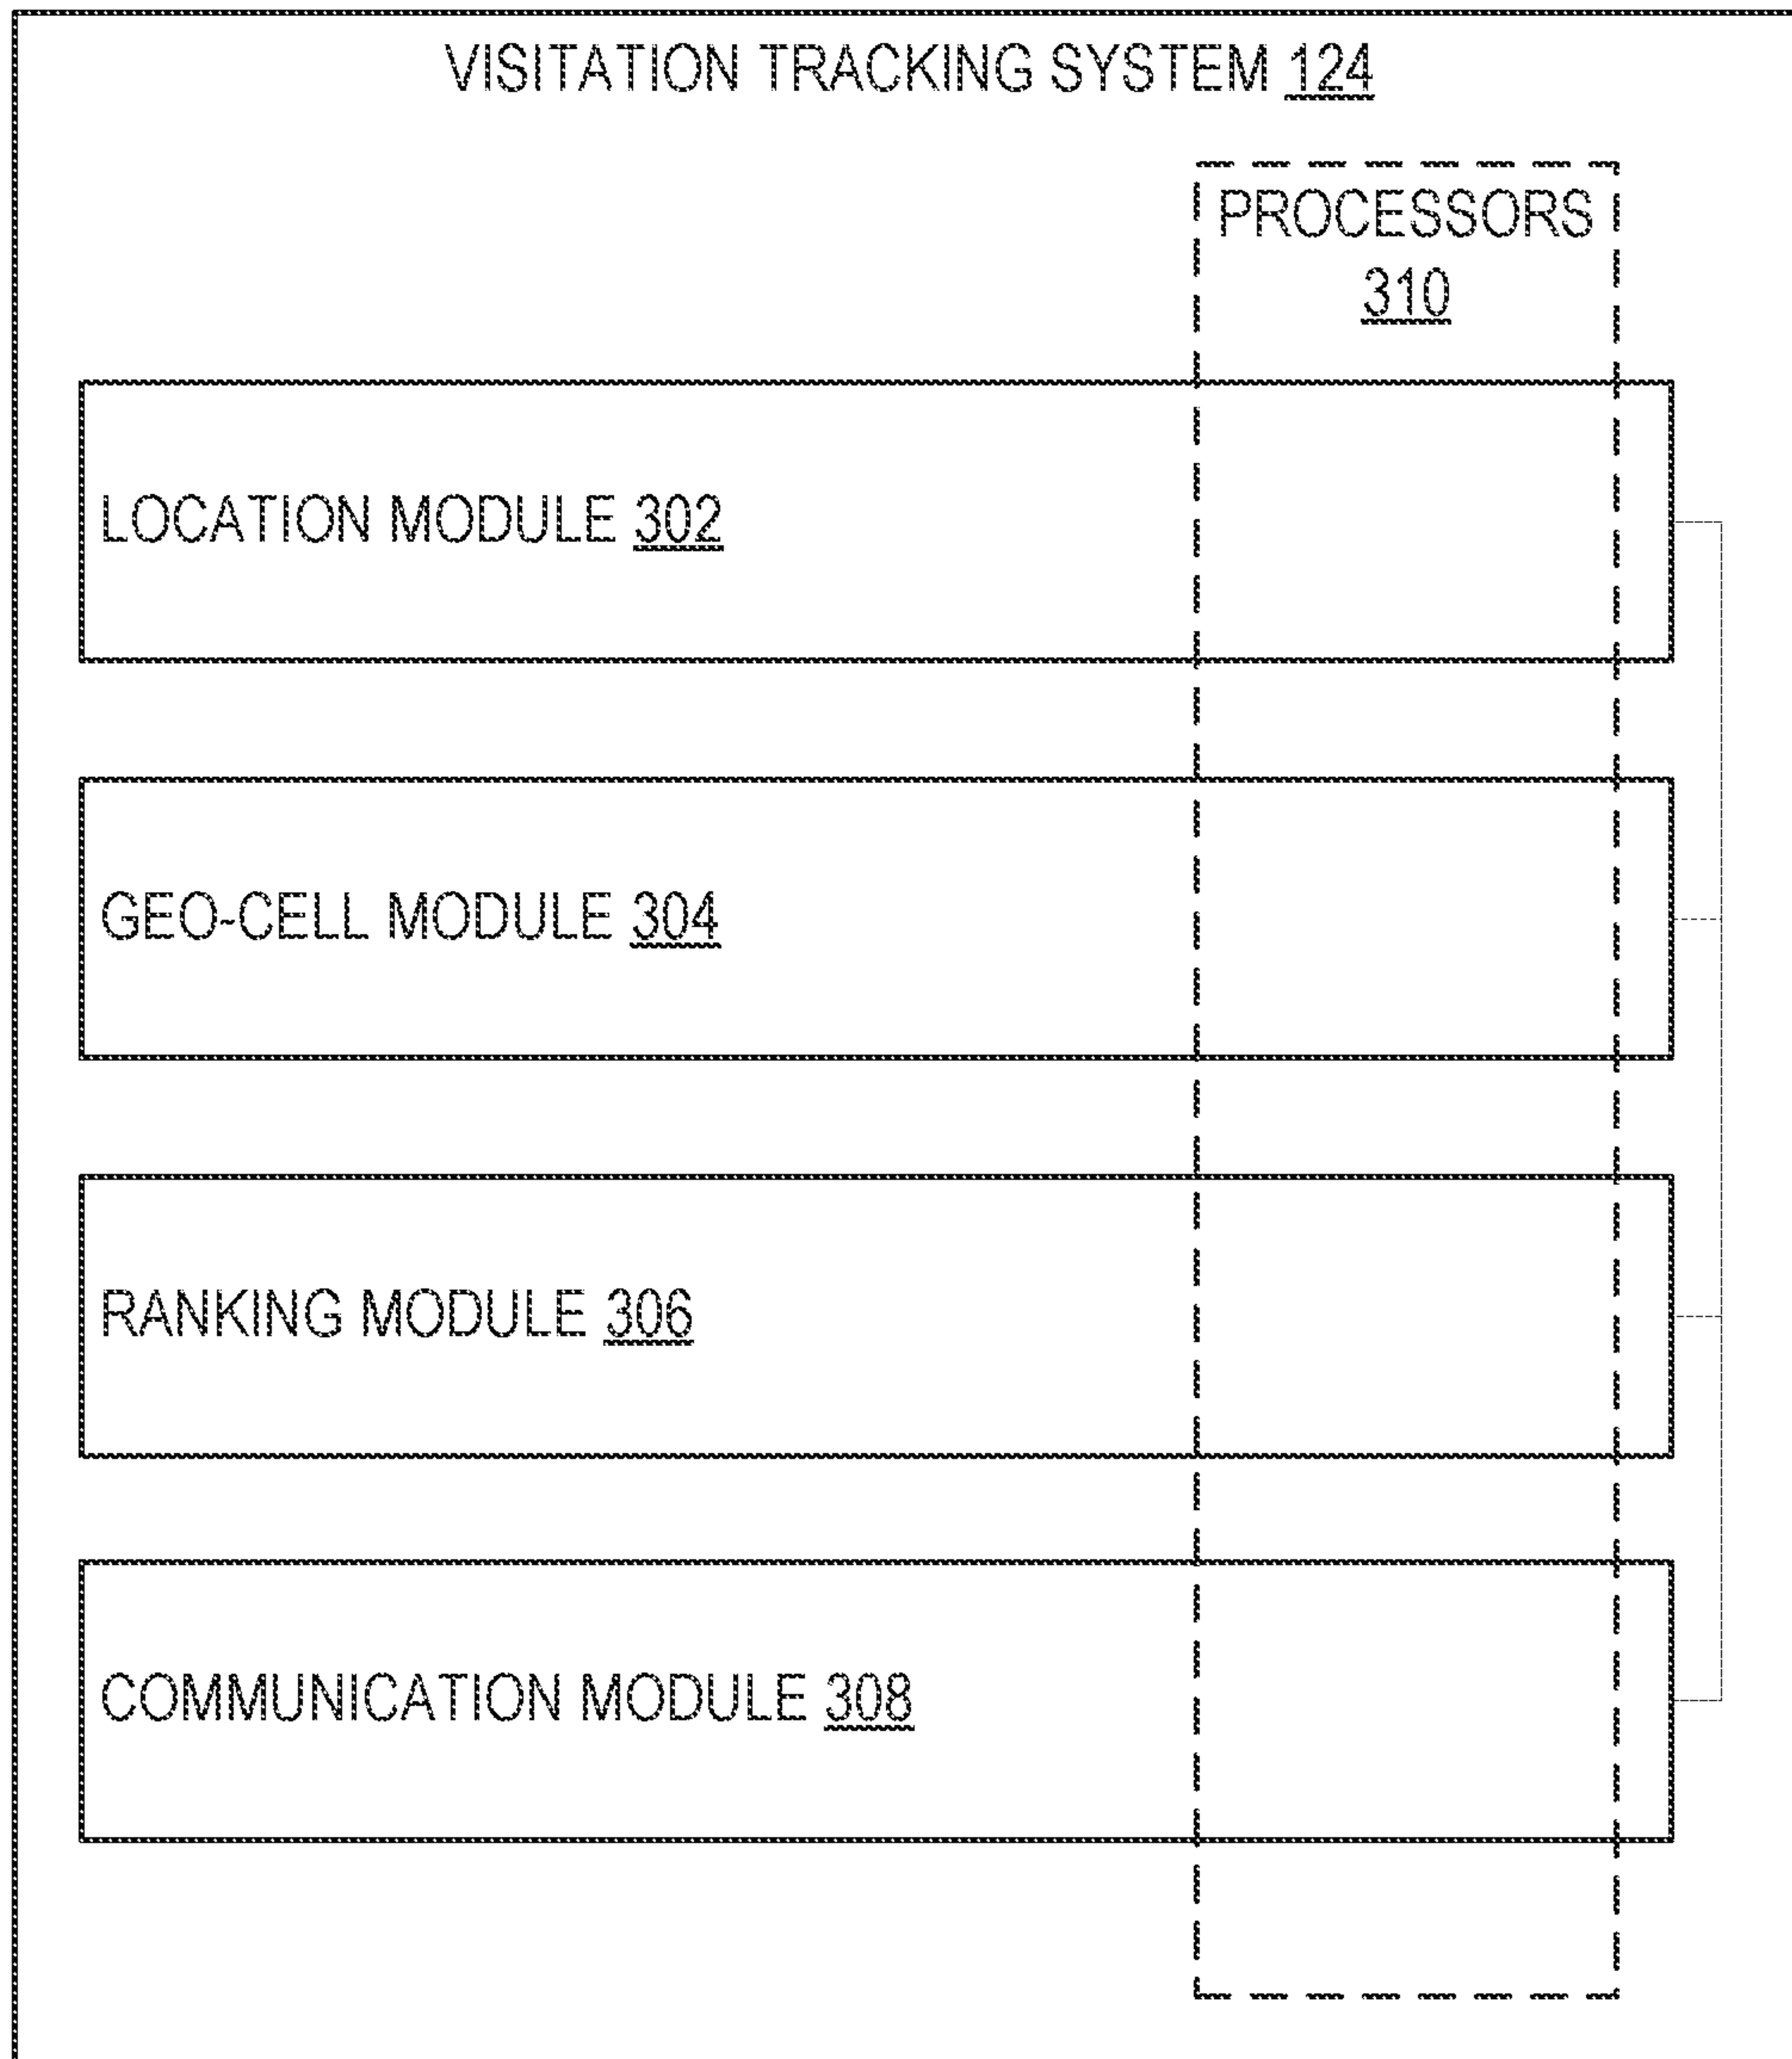 VISITATION TRACKING SYSTEM 124
PROCESSORS
310
LOCATION MODULE 302
GEO-CELL MODULE 304
RANKING MODULE 306
COMMUNICATION MODULE 308